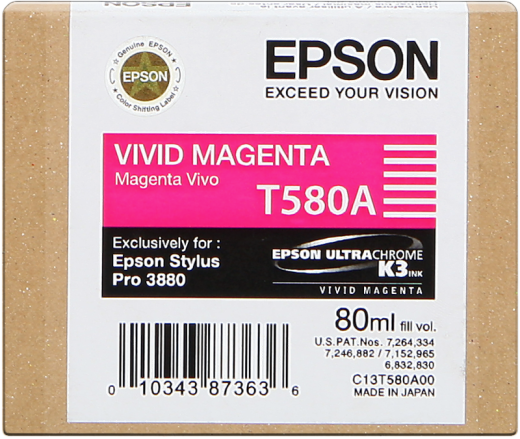 Genuine EPSON
EPSON
Color Shifting Label
EPSON
EXCEED YOUR VISION
VIVID MAGENTA
Magenta Vivo
T580A
Exclusively for :
Epson Stylus
Pro 3880
EPSON ULTRACHROME
K3 INK
VIVID MAGENTA
80ml fill vol.
U.S.PAT.Nos. 7,264,334
7,246,882 / 7,152,965
6,832,830
C13T580A00
MADE IN JAPAN
0 10343 87363 6